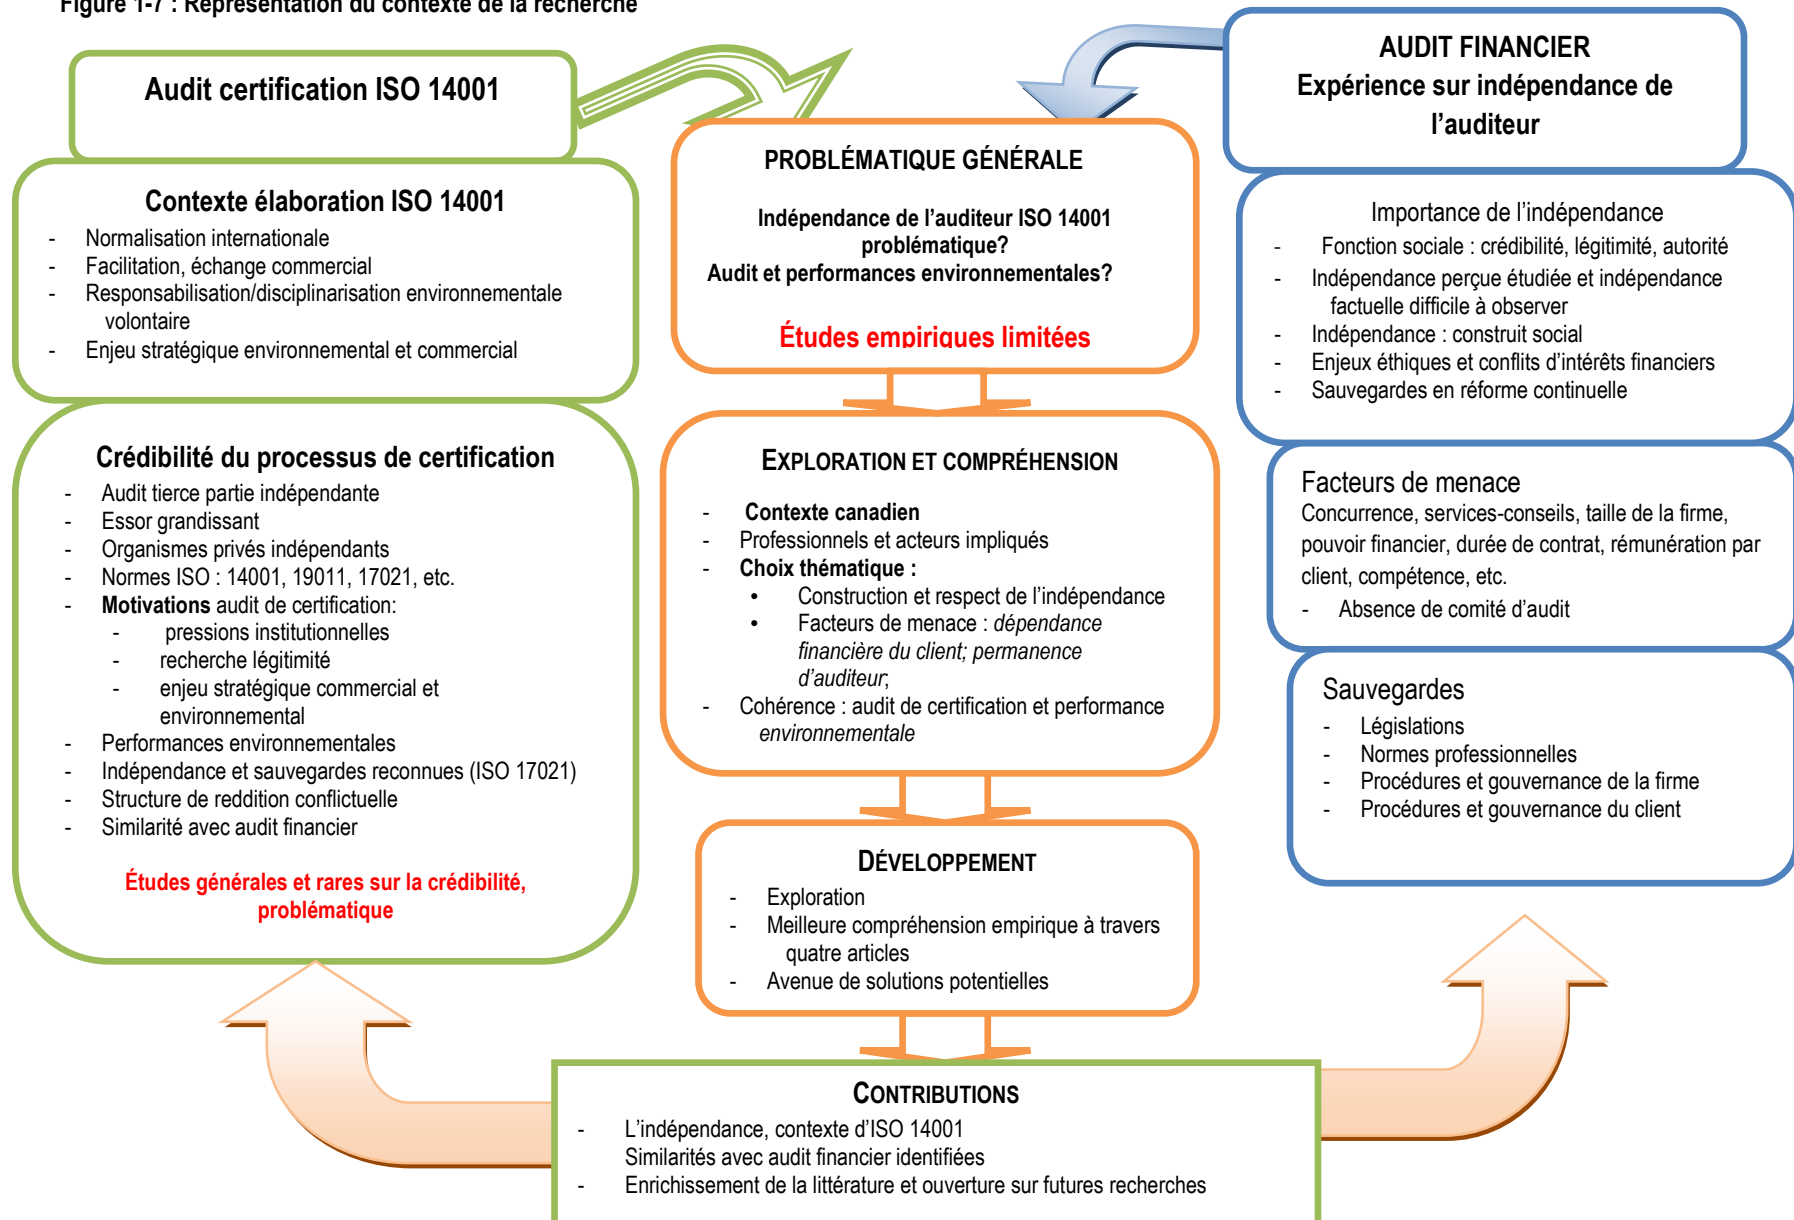 Figure 1-7 : Représentation du contexte de la recherche
Audit certification ISO 14001
Contexte élaboration ISO 14001
- Normalisation internationale
- Facilitation, échange commercial
- Responsabilisation/disciplinarisation environnementale
volontaire
- Enjeu stratégique environnemental et commercial
Crédibilité du processus de certification
- Audit tierce partie indépendante
- Essor grandissant
- Organismes privés indépendants
- Normes ISO : 14001, 19011, 17021, etc.
- Motivations audit de certification:
- pressions institutionnelles
- recherche légitimité
- enjeu stratégique commercial et
environnemental
- Performances environnementales
- Indépendance et sauvegardes reconnues (ISO 17021)
- Structure de reddition conflictuelle
- Similarité avec audit financier
Études générales et rares sur la crédibilité,
problématique
PROBLÉMATIQUE GÉNÉRALE
Indépendance de l’auditeur ISO 14001
problématique?
Audit et performances environnementales?
Études empiriques limitées
EXPLORATION ET COMPRÉHENSION
- Contexte canadien
- Professionnels et acteurs impliqués
- Choix thématique :
• Construction et respect de l’indépendance
• Facteurs de menace : dépendance
financière du client; permanence
d’auditeur;
- Cohérence : audit de certification et performance
environnementale
DÉVELOPPEMENT
- Exploration
- Meilleure compréhension empirique à travers
quatre articles
- Avenue de solutions potentielles
AUDIT FINANCIER
Expérience sur indépendance de
l’auditeur
Importance de l’indépendance
- Fonction sociale : crédibilité, légitimité, autorité
- Indépendance perçue étudiée et indépendance
factuelle difficile à observer
- Indépendance : construit social
- Enjeux éthiques et conflits d’intérêts financiers
- Sauvegardes en réforme continuelle
Facteurs de menace
Concurrence, services-conseils, taille de la firme,
pouvoir financier, durée de contrat, rémunération par
client, compétence, etc.
- Absence de comité d’audit
Sauvegardes
- Législations
- Normes professionnelles
- Procédures et gouvernance de la firme
- Procédures et gouvernance du client
CONTRIBUTIONS
- L’indépendance, contexte d’ISO 14001
Similarités avec audit financier identifiées
- Enrichissement de la littérature et ouverture sur futures recherches